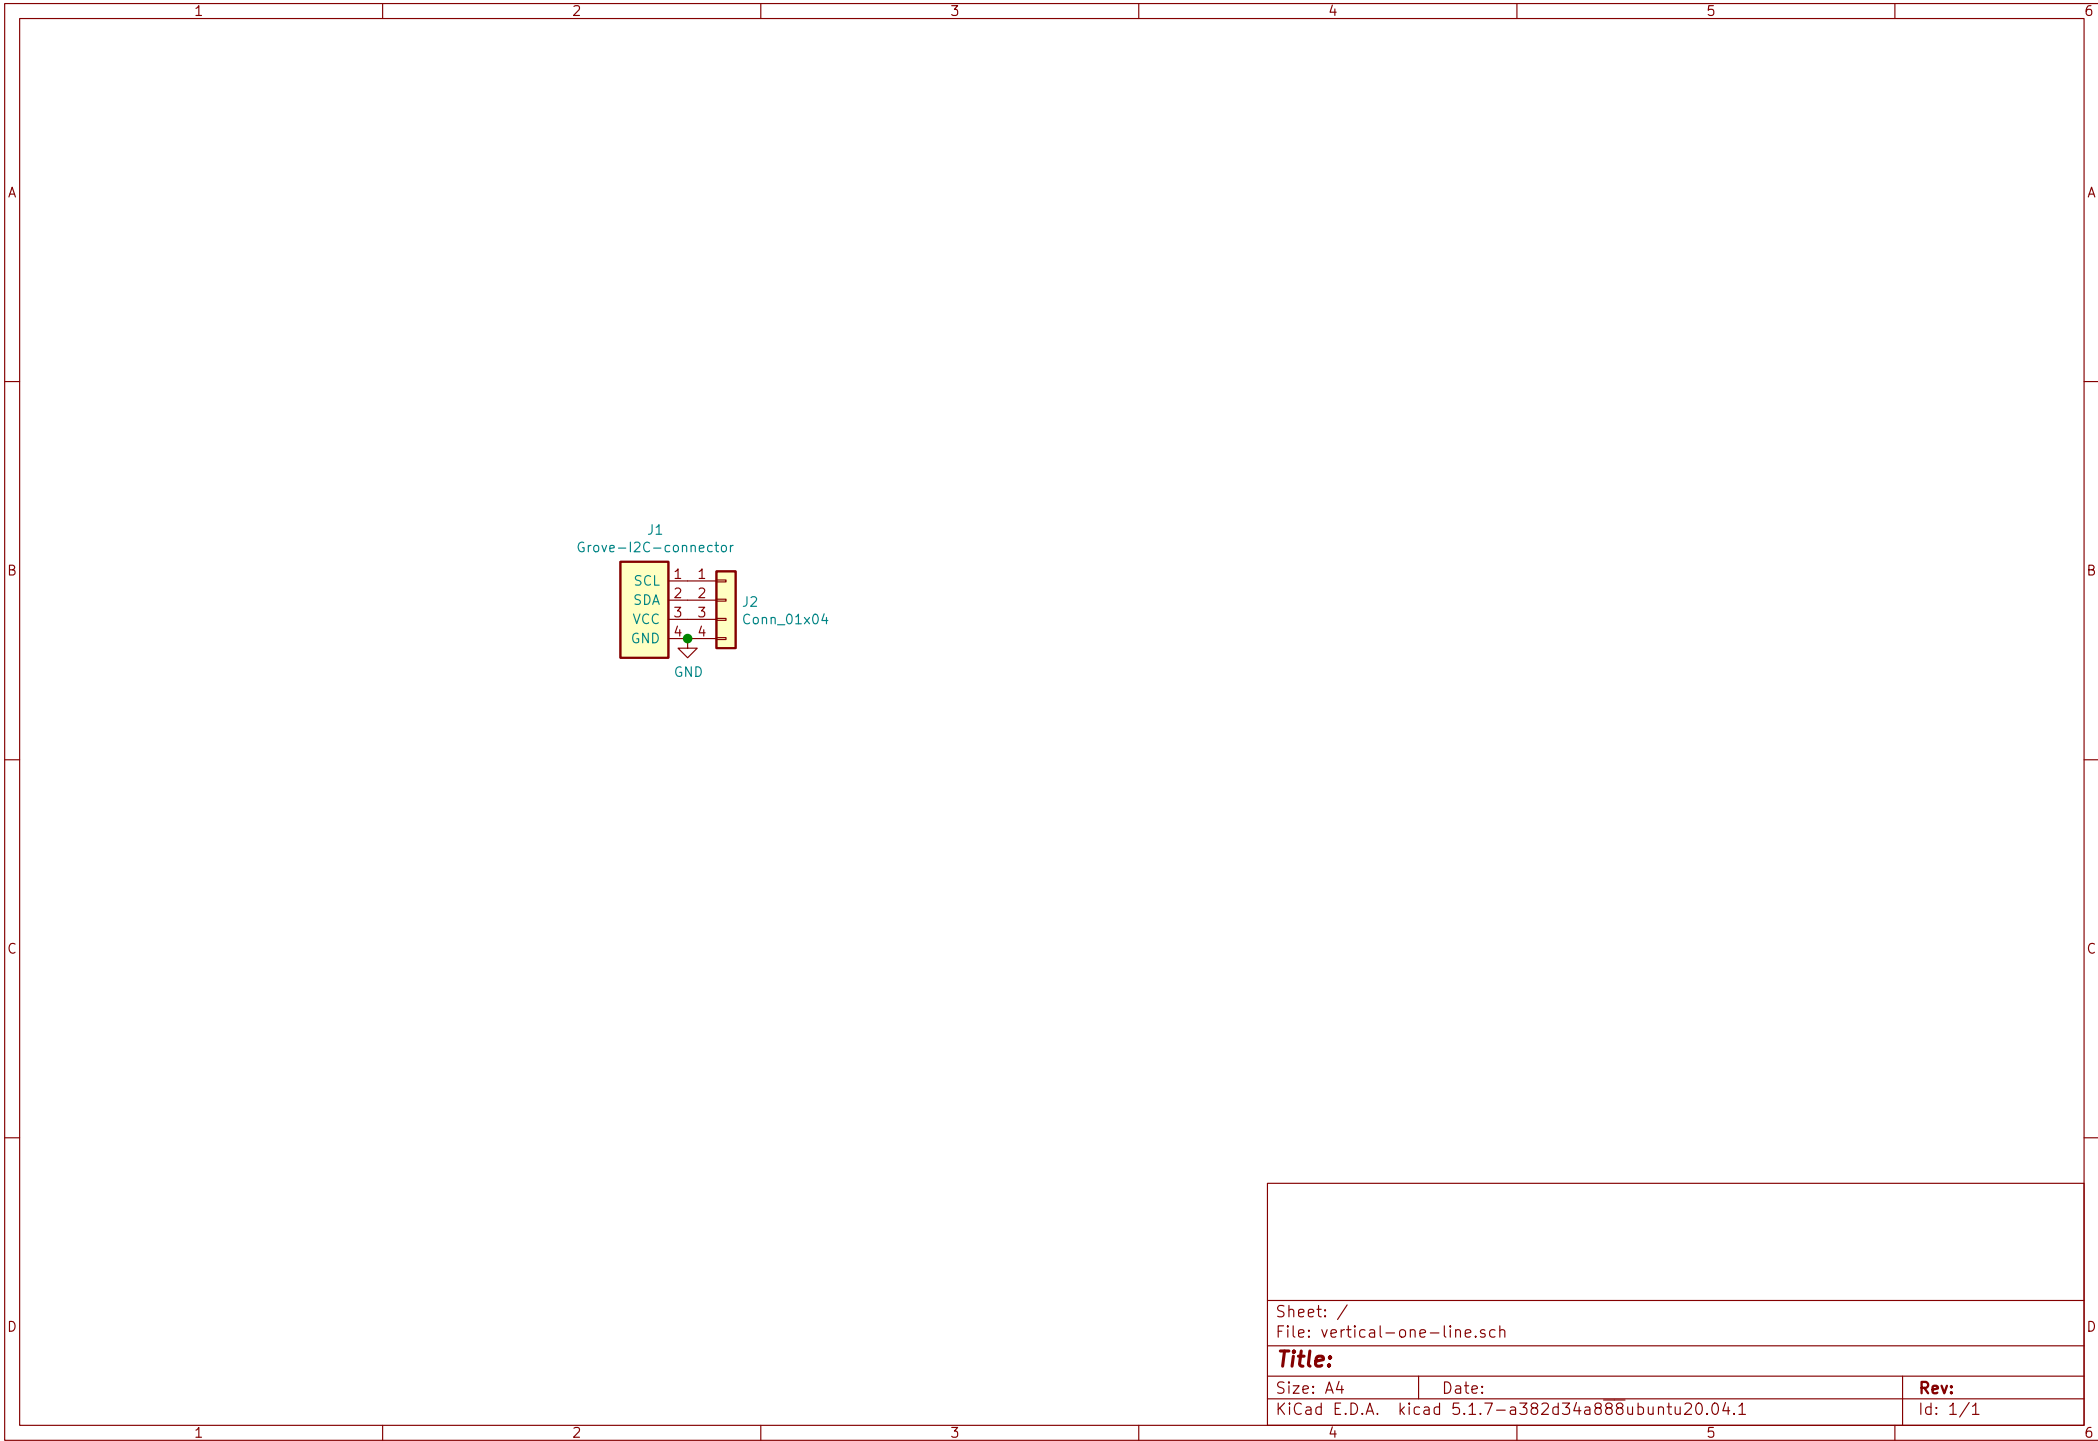 1 2 3 4 5 6
A A
J1
Grove-I2C-connector
B B
SCL 1 1
SDA 2 2
J2
VCC 3 3
Conn_01x04
GND 4 4
GND
C C
Sheet: /
File: vertical-one-line.sch
D D
Title:
Size: A4 Date: Rev:
KiCad E.D.A. kicad 5.1.7-a382d34a888ubuntu20.04.1 Id: 1/1
1 2 3 4 5 6